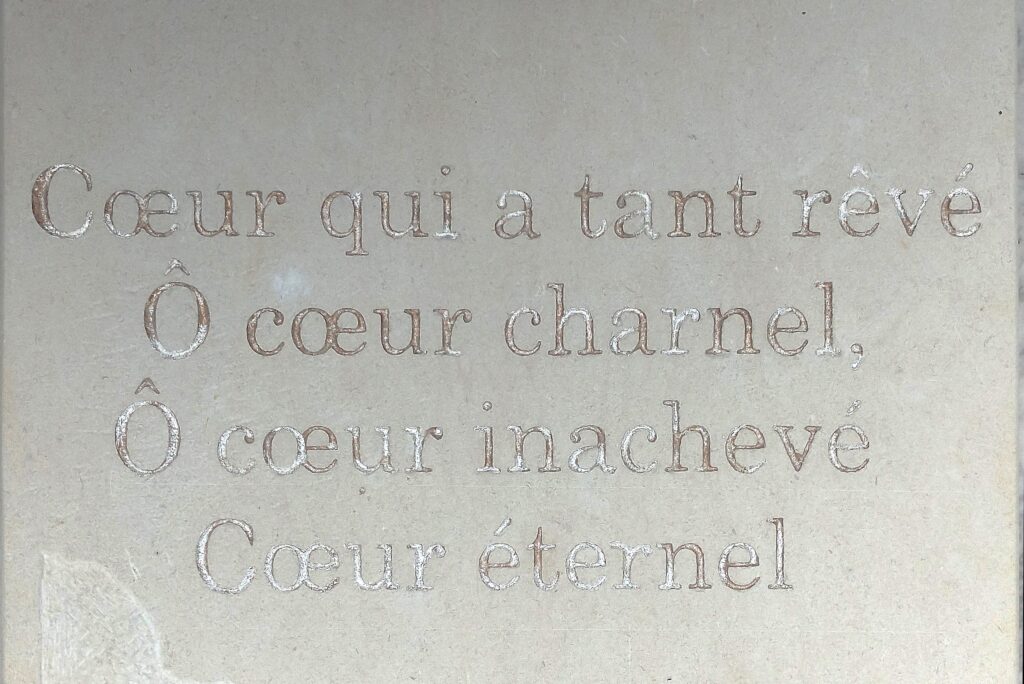 Cœur qui a tant rêvé
Ô cœur charnel,
Ô cœur inachevé
Cœur éternel